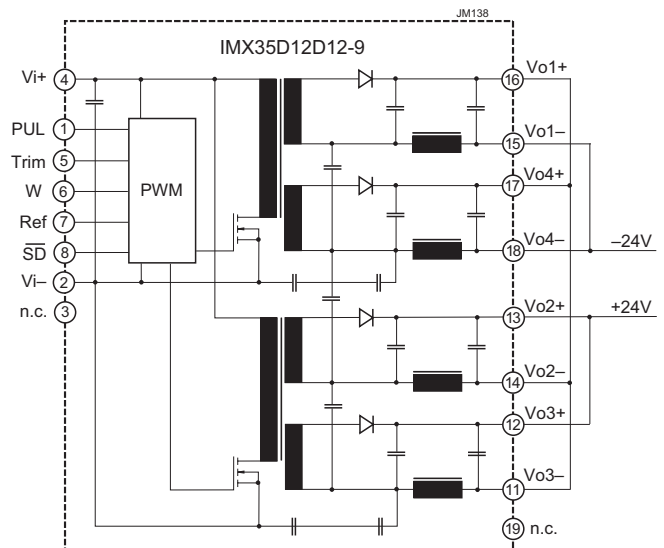 JM138
IMX35D12D12-9
Vi+ 4
PUL 1
Trim 5
W 6
Ref 7
SD 8
Vi– 2
n.c. 3
PWM
16 Vo1+
15 Vo1–
17 Vo4+
18 Vo4–
–24V
13 Vo2+
+24V
14 Vo2–
12 Vo3+
11 Vo3–
19 n.c.